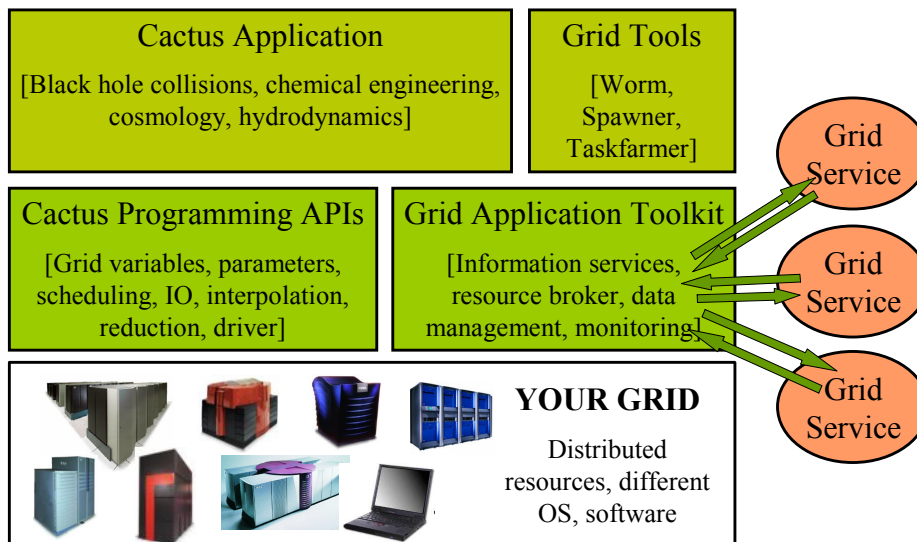 Cactus Application
[Black hole collisions, chemical engineering,
cosmology, hydrodynamics]
Grid Tools
[Worm,
Spawner,
Taskfarmer]
Grid
Service
Cactus Programming APIs
[Grid variables, parameters,
scheduling, IO, interpolation,
reduction, driver]
Grid Application Toolkit
[Information services,
resource broker, data
management, monitoring]
Grid
Service
Grid
Service
YOUR GRID
Distributed
resources, different
OS, software